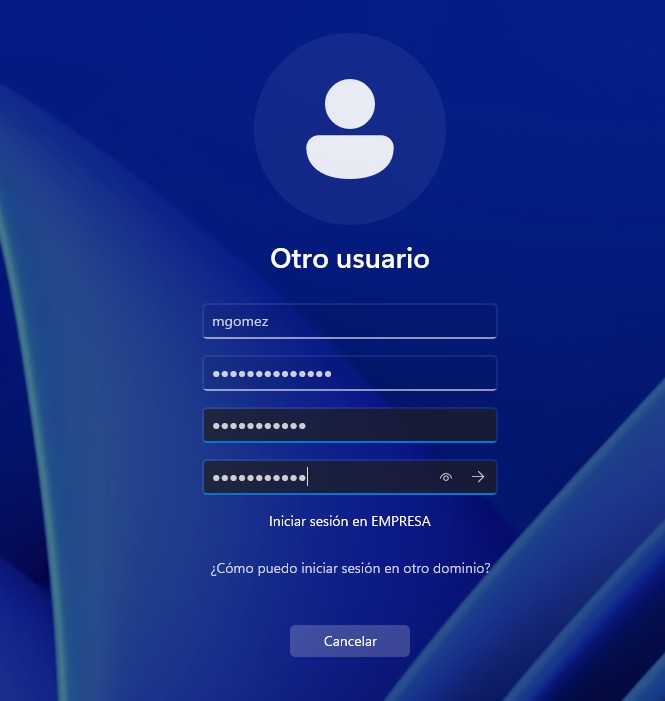 Otro usuario
mgomez
●●●●●●●●●●●●●●
●●●●●●●●●●●
●●●●●●●●●●●
Iniciar sesión en EMPRESA
¿Cómo puedo iniciar sesión en otro dominio?
Cancelar